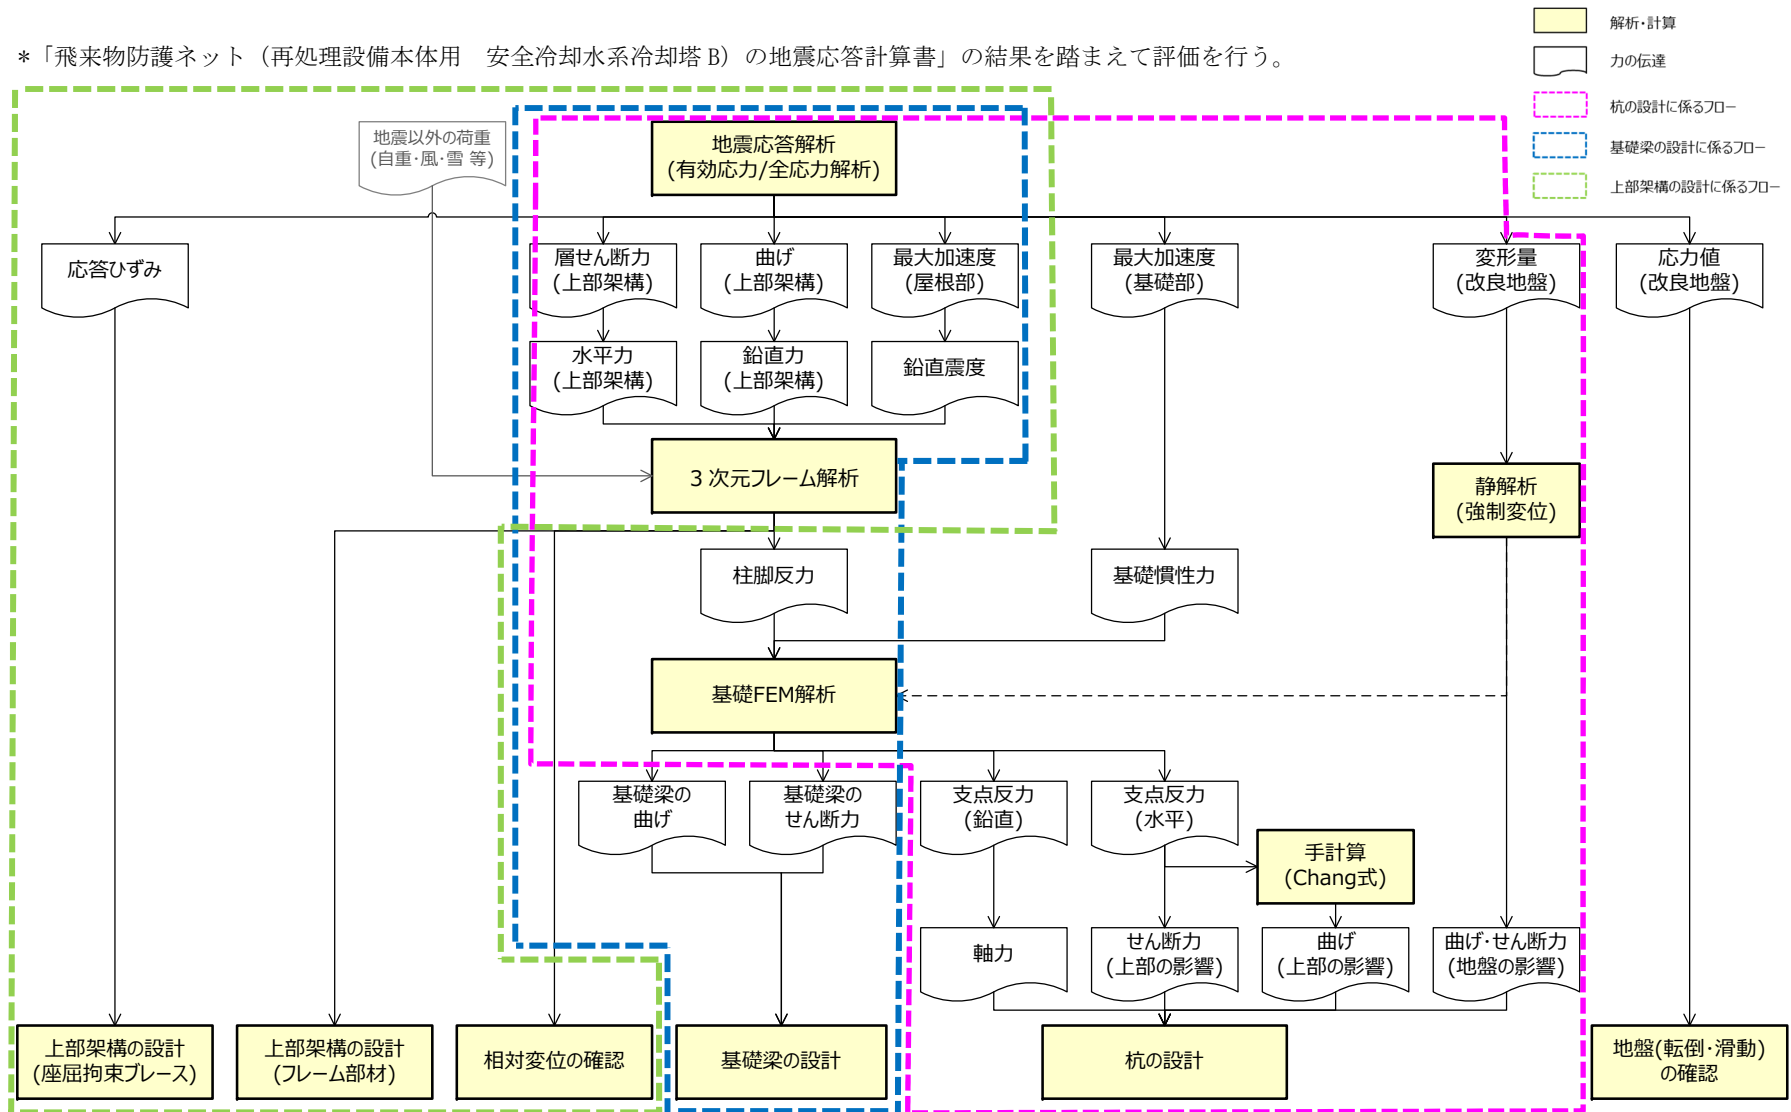 解析・計算
*「飛来物防護ネット（再処理設備本体用　安全冷却水系冷却塔 B）の地震応答計算書」の結果を踏まえて評価を行う。
力の伝達
杭の設計に係るフロー
基礎梁の設計に係るフロー
上部架構の設計に係るフロー
地震以外の荷重
(自重・風・雪 等)
地震応答解析
(有効応力/全応力解析)
応答ひずみ
層せん断力
(上部架構)
曲げ
(上部架構)
最大加速度
(屋根部)
最大加速度
(基礎部)
変形量
(改良地盤)
応力値
(改良地盤)
水平力
(上部架構)
鉛直力
(上部架構)
鉛直震度
3 次元フレーム解析
静解析
(強制変位)
柱脚反力
基礎慣性力
基礎FEM解析
基礎梁の
曲げ
基礎梁の
せん断力
支点反力
(鉛直)
支点反力
(水平)
手計算
(Chang式)
軸力
せん断力
(上部の影響)
曲げ
(上部の影響)
曲げ・せん断力
(地盤の影響)
上部架構の設計
(座屈拘束ブレース)
上部架構の設計
(フレーム部材)
相対変位の確認
基礎梁の設計
杭の設計
地盤(転倒・滑動)
の確認